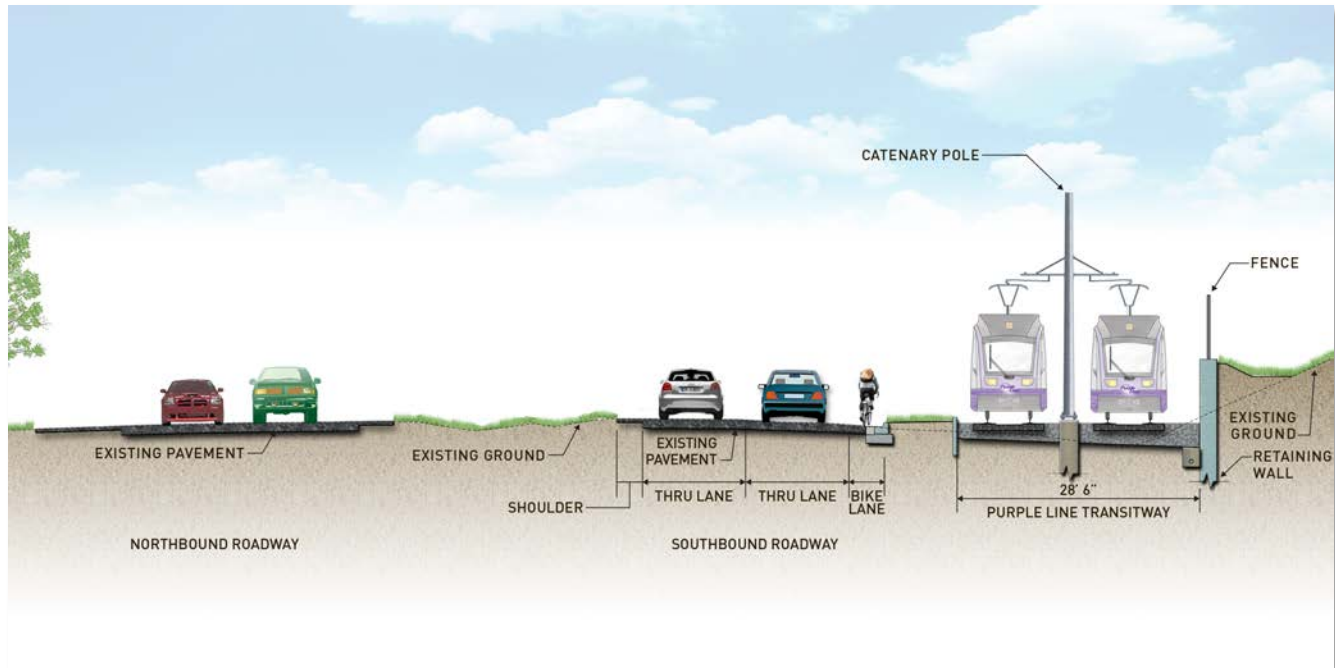 CATENARY POLE
FENCE
EXISTING PAVEMENT
EXISTING GROUND
EXISTING
PAVEMENT
EXISTING
GROUND
RETAINING
WALL
SHOULDER
THRU LANE
THRU LANE
BIKE
LANE
28' 6"
PURPLE LINE TRANSITWAY
NORTHBOUND ROADWAY
SOUTHBOUND ROADWAY